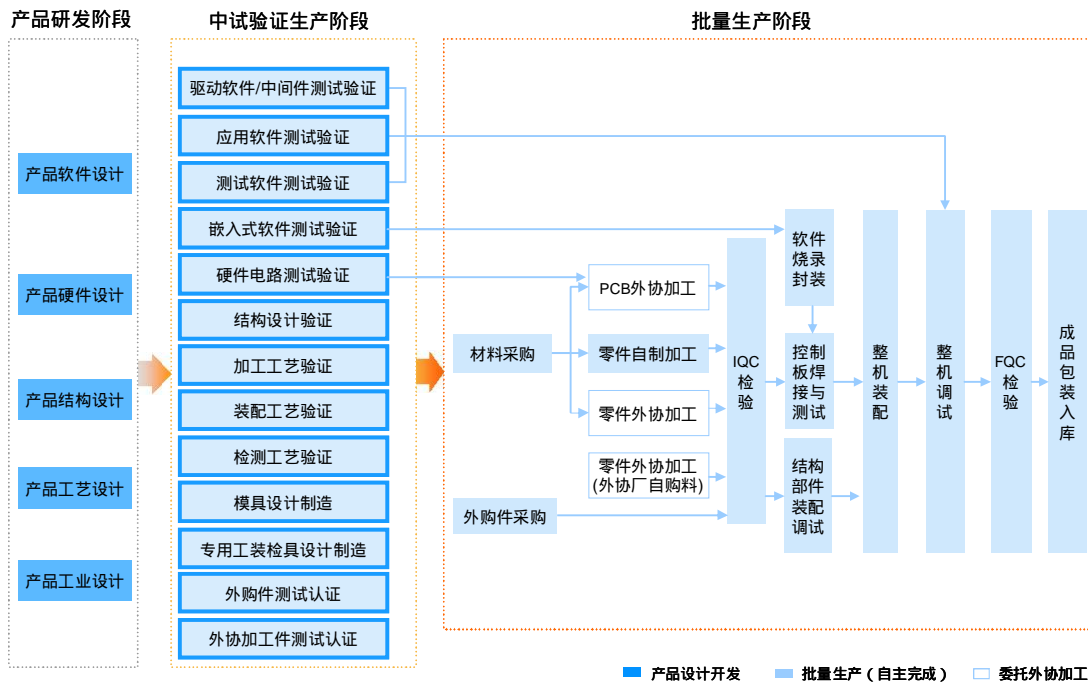 产品研发阶段
中试验证生产阶段
批量生产阶段
产品软件设计
产品硬件设计
产品结构设计
产品工艺设计
产品工业设计
驱动软件/中间件测试验证
应用软件测试验证
测试软件测试验证
嵌入式软件测试验证
硬件电路测试验证
结构设计验证
加工工艺验证
装配工艺验证
检测工艺验证
模具设计制造
专用工装检具设计制造
外购件测试认证
外协加工件测试认证
材料采购
外购件采购
PCB外协加工
零件自制加工
零件外协加工
零件外协加工
(外协厂自购料)
IQC
检
验
软件
烧录
封装
控制
板焊
接与
测试
结构
部件
装配
调试
整
机
装
配
整
机
调
试
FQC
检
验
成
品
包
装
入
库
产品设计开发
批量生产（自主完成）
委托外协加工